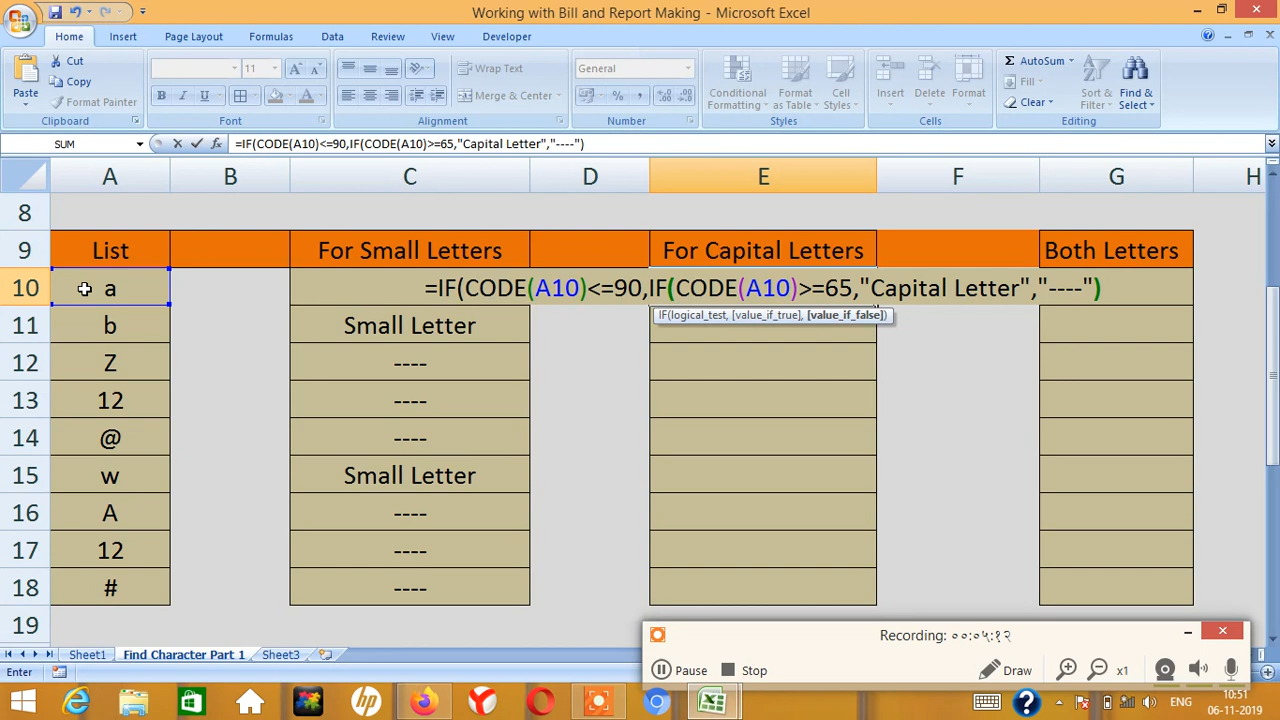 Working with Bill and Report Making - Microsoft Excel
Home Insert Page Layout Formulas Data Review View Developer
Paste
Cut
Copy
Format Painter
Clipboard
11 A A
B I U A
Font
Wrap Text
Merge & Center
Alignment
General
% ,
Number
Conditional Formatting
Format as Table
Cell Styles
Styles
Insert Delete Format
Cells
Σ AutoSum
Fill
Clear
Sort & Filter
Find & Select
Editing
SUM
=IF(CODE(A10)<=90,IF(CODE(A10)>=65,"Capital Letter","----")
A B C D E F G H
8
9 List For Small Letters For Capital Letters Both Letters
10 a =IF(CODE(A10)<=90,IF(CODE(A10)>=65,"Capital Letter","----")
IF(logical_test, [value_if_true], [value_if_false])
11 b Small Letter
12 Z ----
13 12 ----
14 @ ----
15 w Small Letter
16 A ----
17 12 ----
18 # ----
19
Recording: ००:०५:१२
Pause Stop Draw x1
Sheet1 Find Character Part 1 Sheet3
Enter
hp
ENG
10:51
06-11-2019